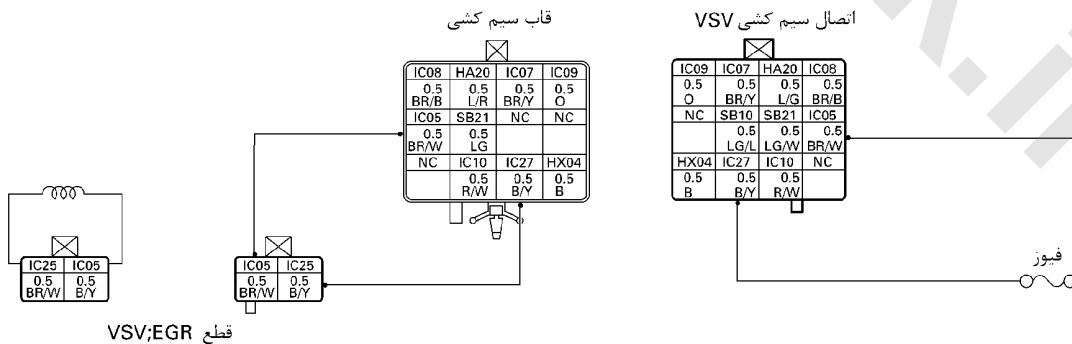 قاب سیم کشی
IC08 HA20 IC07 IC09
0.5 0.5 0.5 0.5
BR/B L/R BR/Y O
IC05 SB21 NC NC
0.5 0.5
BR/W LG
NC IC10 IC27 HX04
0.5 0.5 0.5
R/W B/Y B
اتصال سیم کشی VSV
IC09 IC07 HA20 IC08
0.5 0.5 0.5 0.5
O BR/Y L/G BR/B
NC SB10 SB21 IC05
0.5 0.5 0.5
LG/L LG/W BR/W
HX04 IC27 IC10 NC
0.5 0.5 0.5
B B/Y R/W
فیوز
IC25 IC05
0.5 0.5
BR/W B/Y
IC05 IC25
0.5 0.5
BR/W B/Y
قطع VSV;EGR